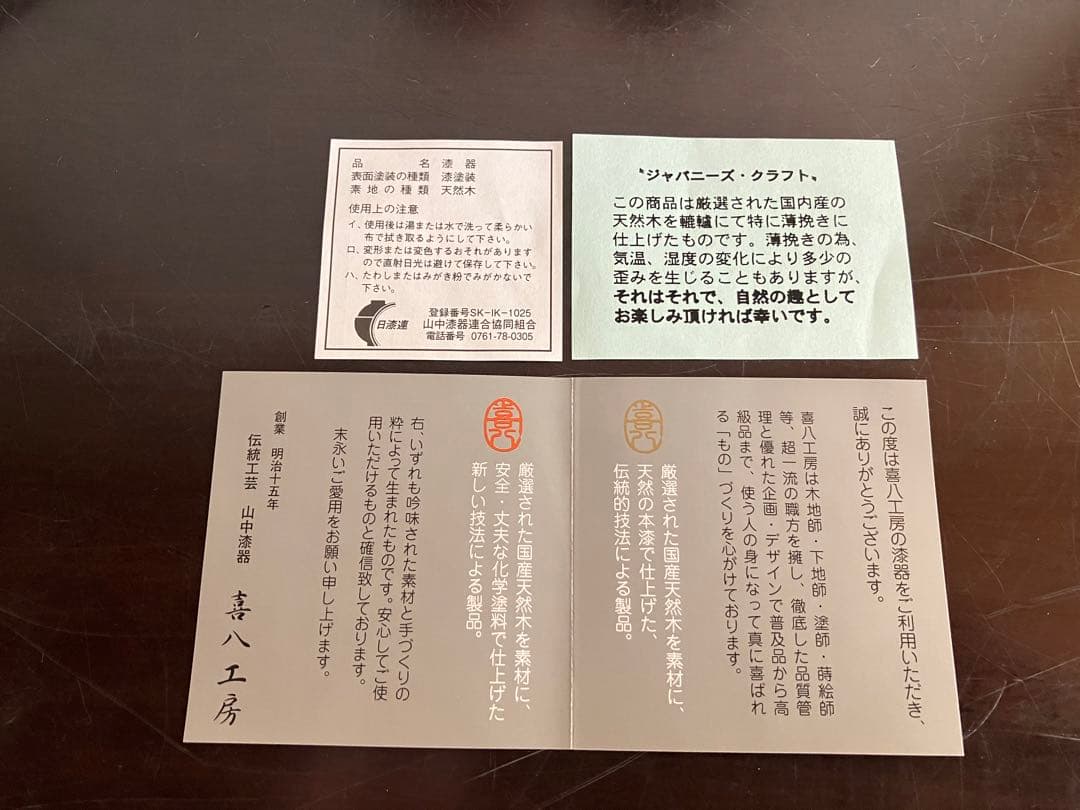 品名 漆器
表面塗装の種類 漆塗装
素地の種類 天然木
使用上の注意
イ、使用後は湯または水で洗って柔らかい
布で拭き取るようにして下さい。
ロ、変形または変色するおそれがあります
ので直射日光は避けて保存して下さい。
ハ、たわしまたはみがき粉でみがかないで
下さい。
日漆連
登録番号SK-IK-1025
山中漆器連合協同組合
電話番号 0761-78-0305
〝ジャパニーズ・クラフト〟
この商品は厳選された国内産の
天然木を轆轤にて特に薄挽きに
仕上げたものです。薄挽きの為、
気温、湿度の変化により多少の
歪みを生じることもありますが、
それはそれで、自然の趣として
お楽しみ頂ければ幸いです。
この度は喜八工房の漆器をご利用いただき、
誠にありがとうございます。
喜八工房は木地師・下地師・塗師・蒔絵師
等、超一流の職方を擁し、徹底した品質管
理と優れた企画・デザインで普及品から高
級品まで、使う人の身になって真に喜ばれ
る「もの」づくりを心がけております。
喜八
厳選された国産天然木を素材に、
天然の本漆で仕上げた、
伝統的技法による製品。
喜八
厳選された国産天然木を素材に、
安全・丈夫な化学塗料で仕上げた
新しい技法による製品。
右、いずれも吟味された素材と手づくりの
粋によって生まれたものです。安心してご使
用いただけるものと確信致しております。
末永いご愛用をお願い申し上げます。
創業 明治十五年
伝統工芸 山中漆器 喜八工房